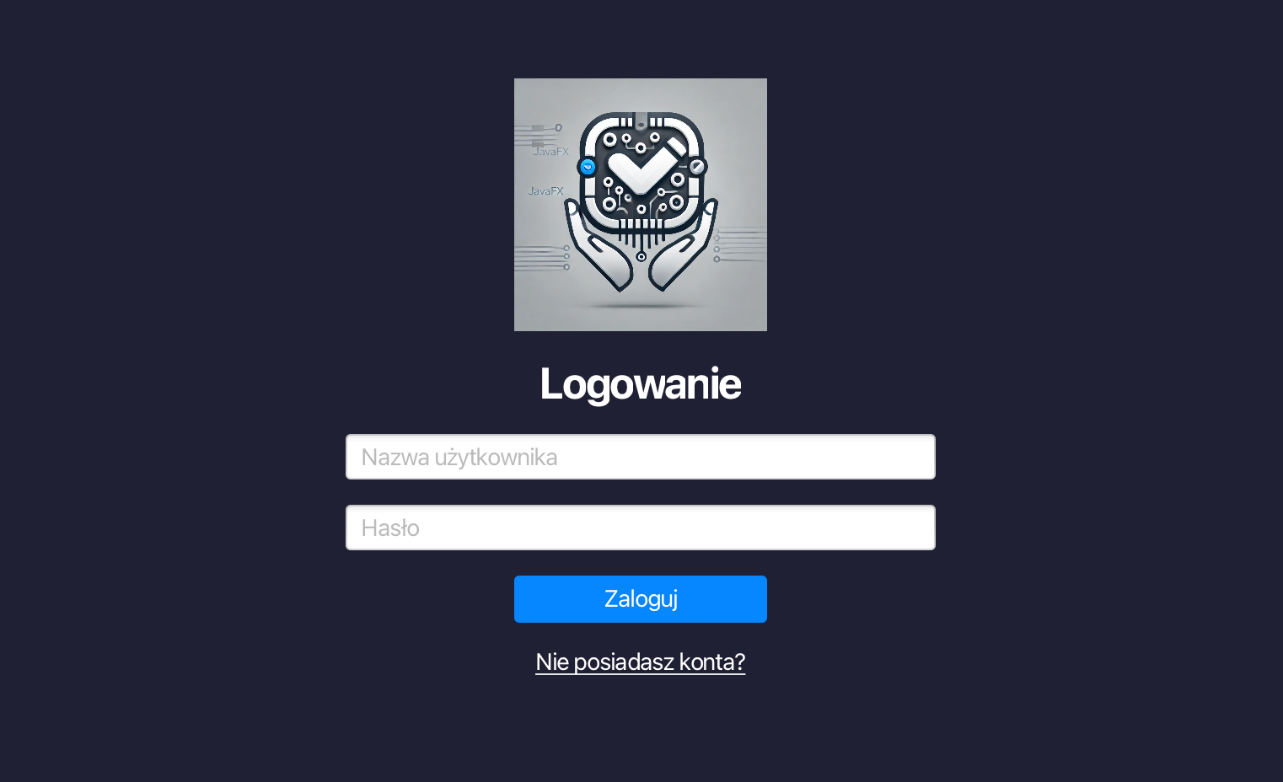 JavaFX
JavaFX
Logowanie
Nazwa użytkownika
Hasło
Zaloguj
Nie posiadasz konta?